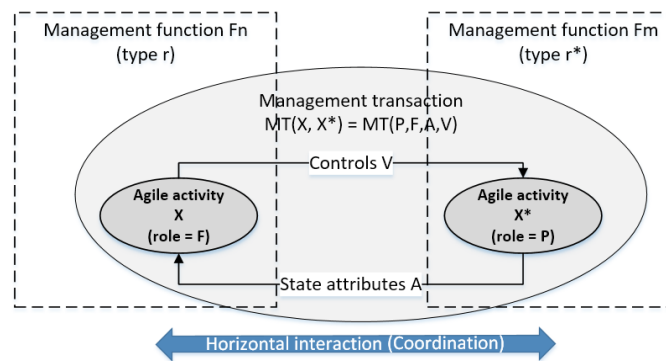 Management function Fn
(type r)
Management function Fm
(type r*)
Management transaction
MT(X, X*) = MT(P,F,A,V)
Controls V
Agile activity
X
(role = F)
Agile activity
X*
(role = P)
State attributes A
Horizontal interaction (Coordination)